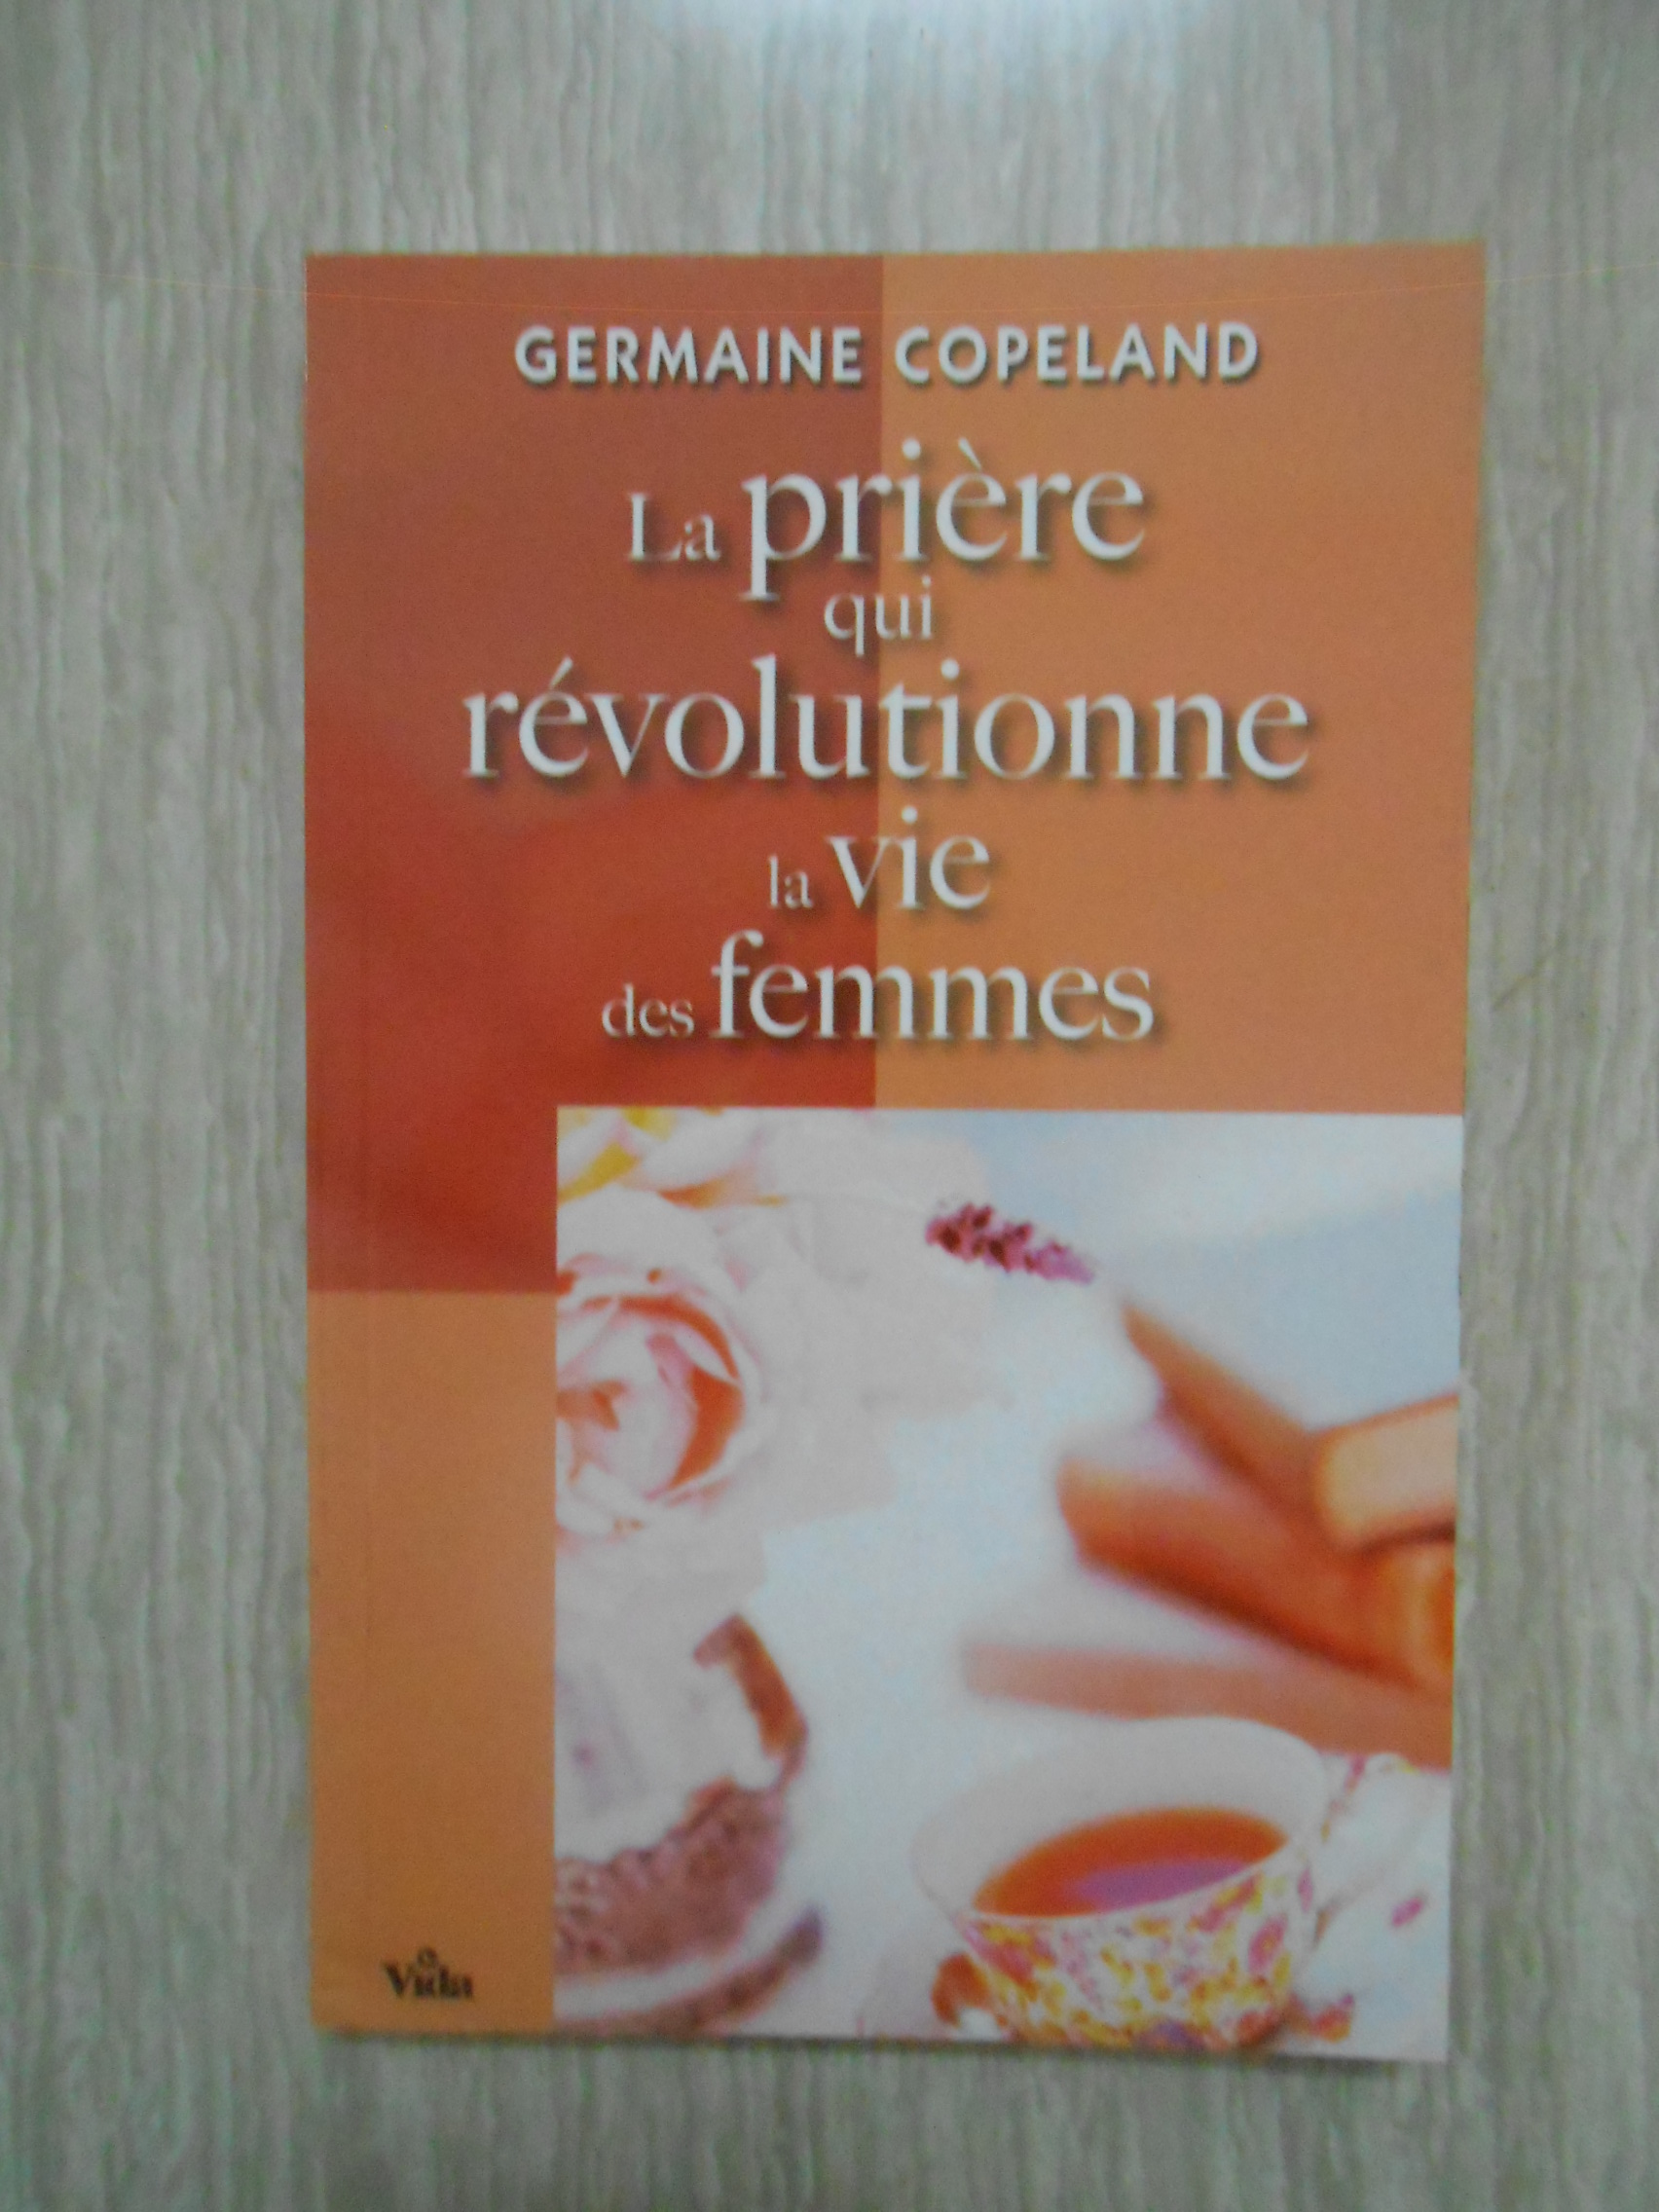 GERMAINE COPELAND
La prière
qui
révolutionne
la vie
des femmes
Vida